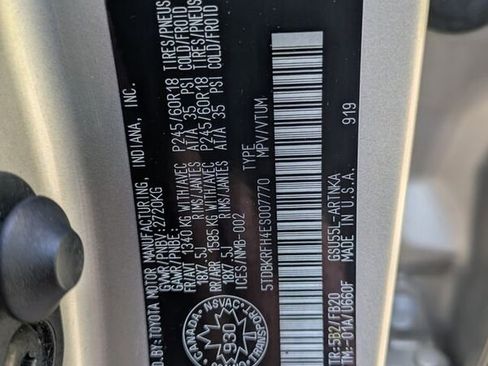 MFD. BY:TOYOTA MOTOR MANUFACTURING, INDIANA, INC.
GVWR/PNBV: 2720KG
GAWR/PNBE:
FR/AVT 1340 KG WITH/AVEC P245/60R18 TIRES/PNEUS
18X7.5J RIMS/JANTES AT/A 35 PSI COLD/FROID
RR/ARR 1585 KG WITH/AVEC P245/60R18 TIRES/PNEUS
18X7.5J RIMS/JANTES AT/A 35 PSI COLD/FROID
ICES/NMB-002
5TDBKRFH4ES007770 TYPE
MPV/VTUM
CANADA
NSVAC
930
TRANSPORT
TR:5B2/FB20 GSU55L-ARTNKA
TM:-01A/U660F MADE IN U.S.A. 919